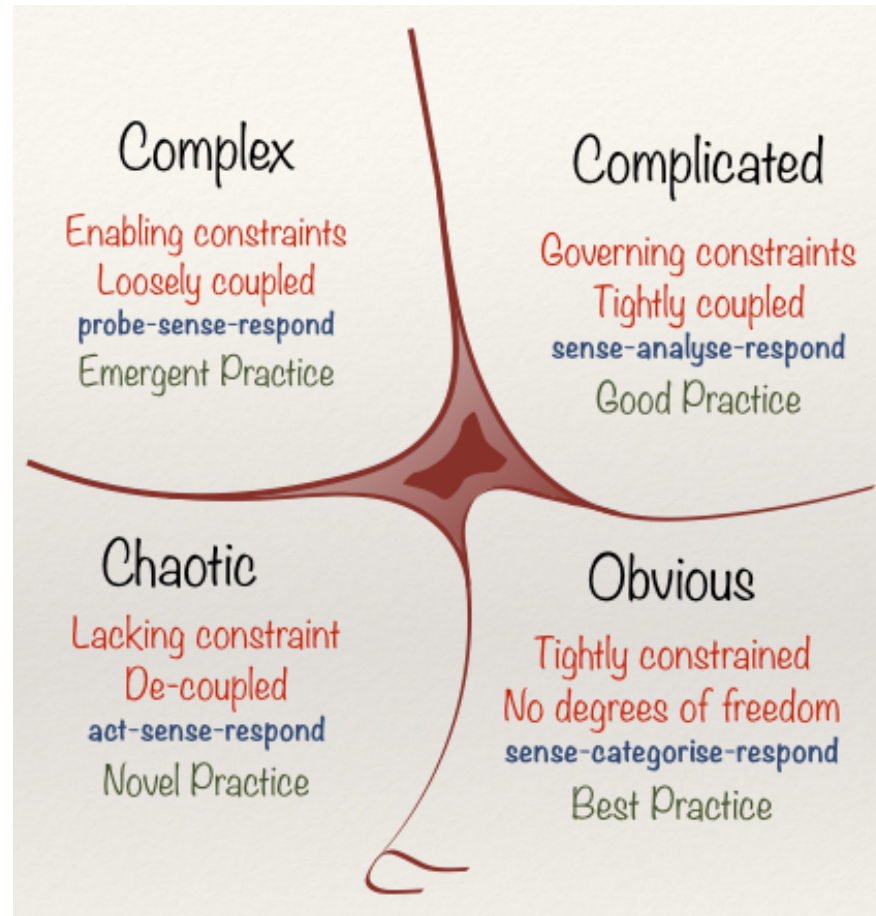 Complex
Enabling constraints
Loosely coupled
probe-sense-respond
Emergent Practice
Complicated
Governing constraints
Tightly coupled
sense-analyse-respond
Good Practice
Chaotic
Lacking constraint
De-coupled
act-sense-respond
Novel Practice
Obvious
Tightly constrained
No degrees of freedom
sense-categorise-respond
Best Practice